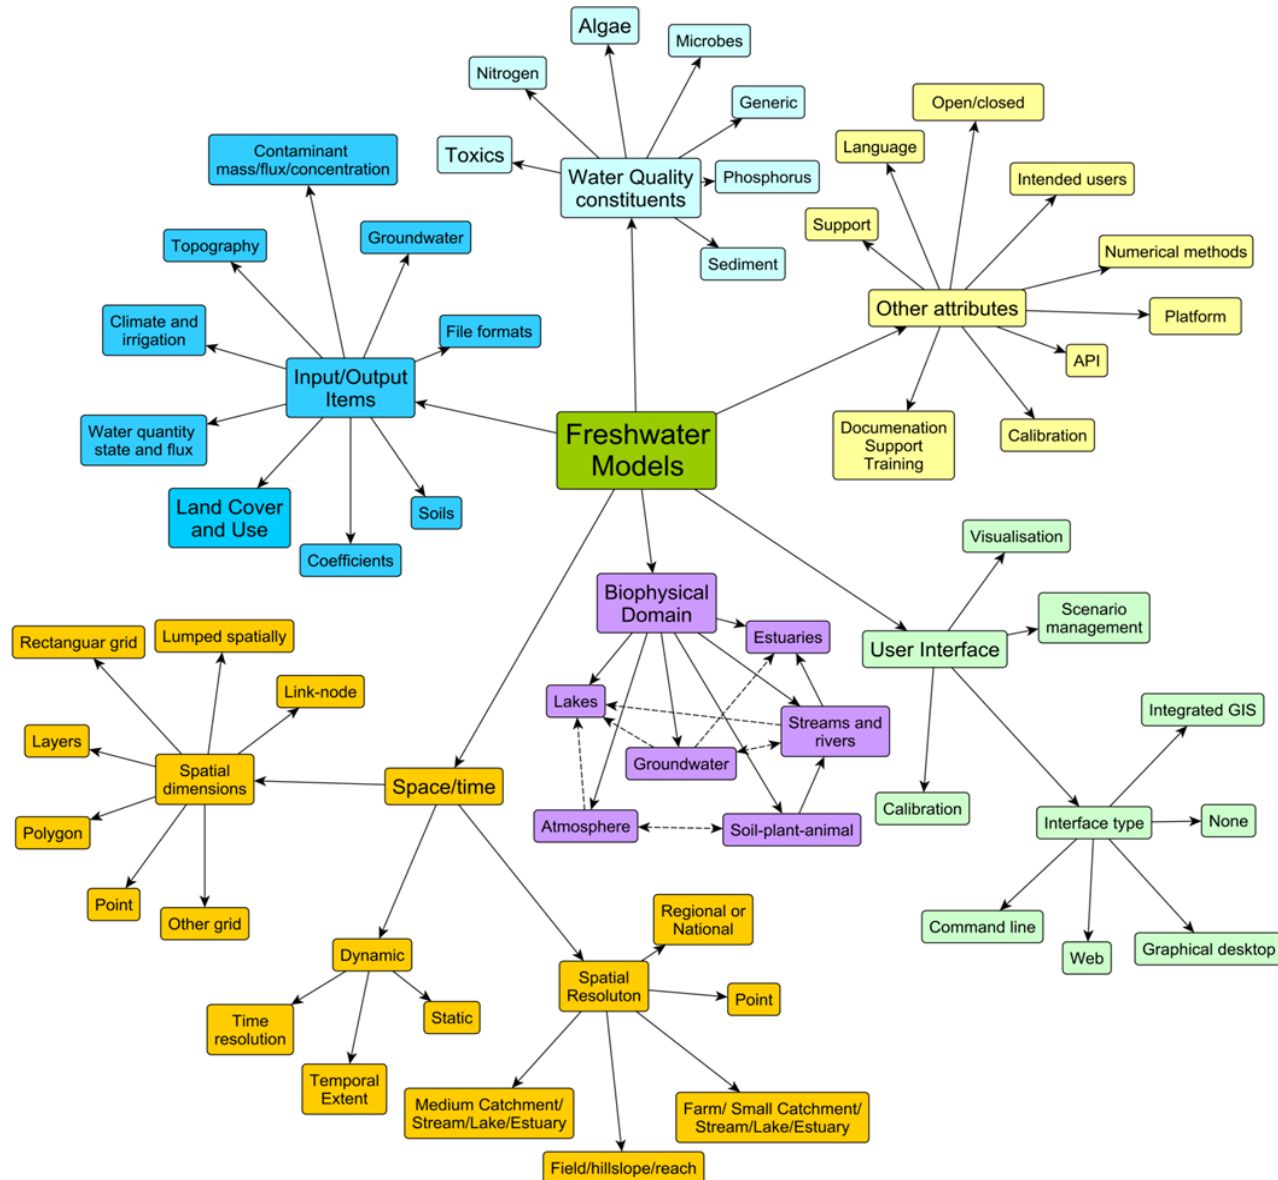 Algae
Microbes
Nitrogen
Generic
Toxics
Water Quality
constituents
Phosphorus
Sediment
Open/closed
Language
Intended users
Support
Numerical methods
Other attributes
Platform
API
Documenation
Support
Training
Calibration
Contaminant
mass/flux/concentration
Topography
Groundwater
Climate and
irrigation
File formats
Input/Output
Items
Water quantity
state and flux
Land Cover
and Use
Soils
Coefficients
Freshwater
Models
Visualisation
Scenario
management
User Interface
Integrated GIS
Calibration
Interface type
None
Command line
Web
Graphical desktop
Biophysical
Domain
Estuaries
Lakes
Streams and
rivers
Groundwater
Atmosphere
Soil-plant-animal
Rectanguar grid
Lumped spatially
Link-node
Layers
Spatial
dimensions
Space/time
Polygon
Point
Other grid
Dynamic
Time
resolution
Static
Temporal
Extent
Regional or
National
Spatial
Resoluton
Point
Medium Catchment/
Stream/Lake/Estuary
Farm/ Small Catchment/
Stream/Lake/Estuary
Field/hillslope/reach